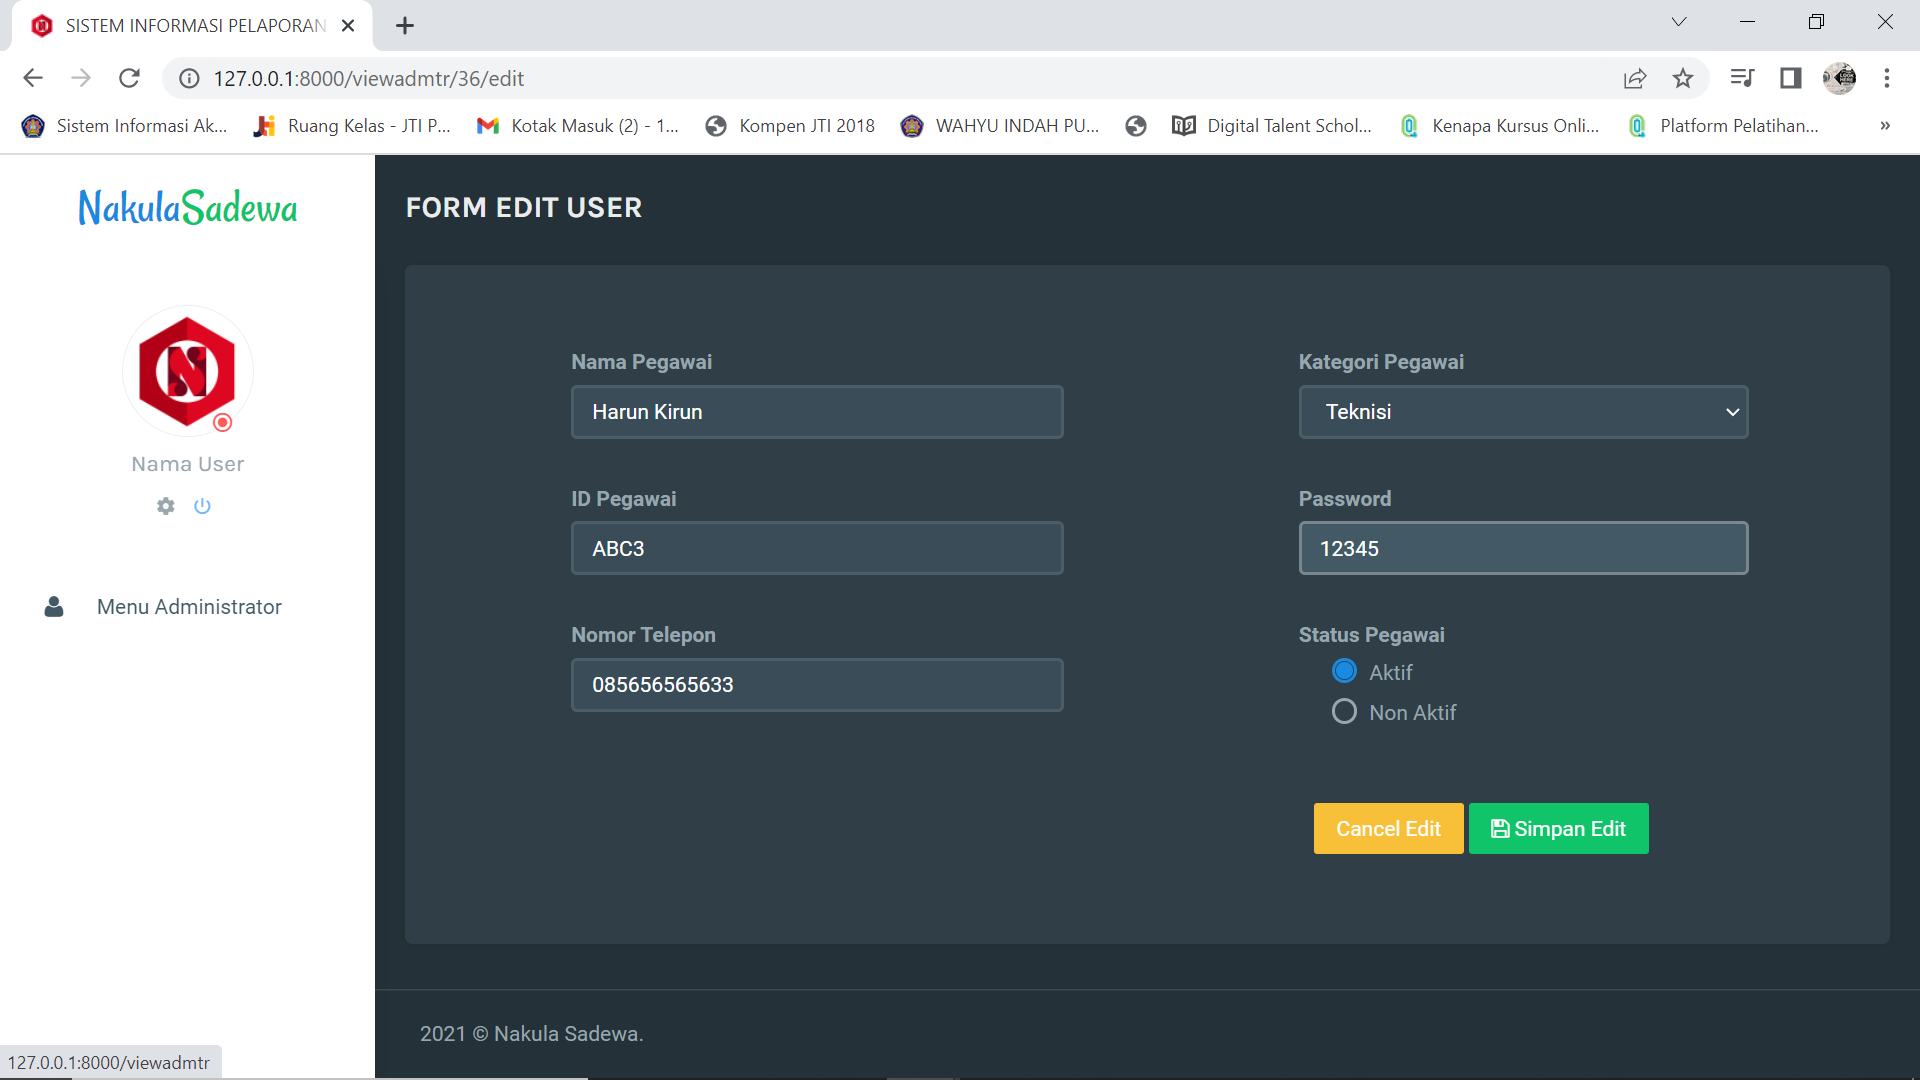 SISTEM INFORMASI PELAPORAN
127.0.0.1:8000/viewadmtr/36/edit
Sistem Informasi Ak... Ruang Kelas - JTI P... Kotak Masuk (2) - 1... Kompen JTI 2018 WAHYU INDAH PU... Digital Talent Schol... Kenapa Kursus Onli... Platform Pelatihan... »
NakulaSadewa
Nama User
Menu Administrator
FORM EDIT USER
Nama Pegawai
Harun Kirun
Kategori Pegawai
Teknisi
ID Pegawai
ABC3
Password
12345
Nomor Telepon
085656565633
Status Pegawai
Aktif
Non Aktif
Cancel Edit Simpan Edit
2021 © Nakula Sadewa.
127.0.0.1:8000/viewadmtr